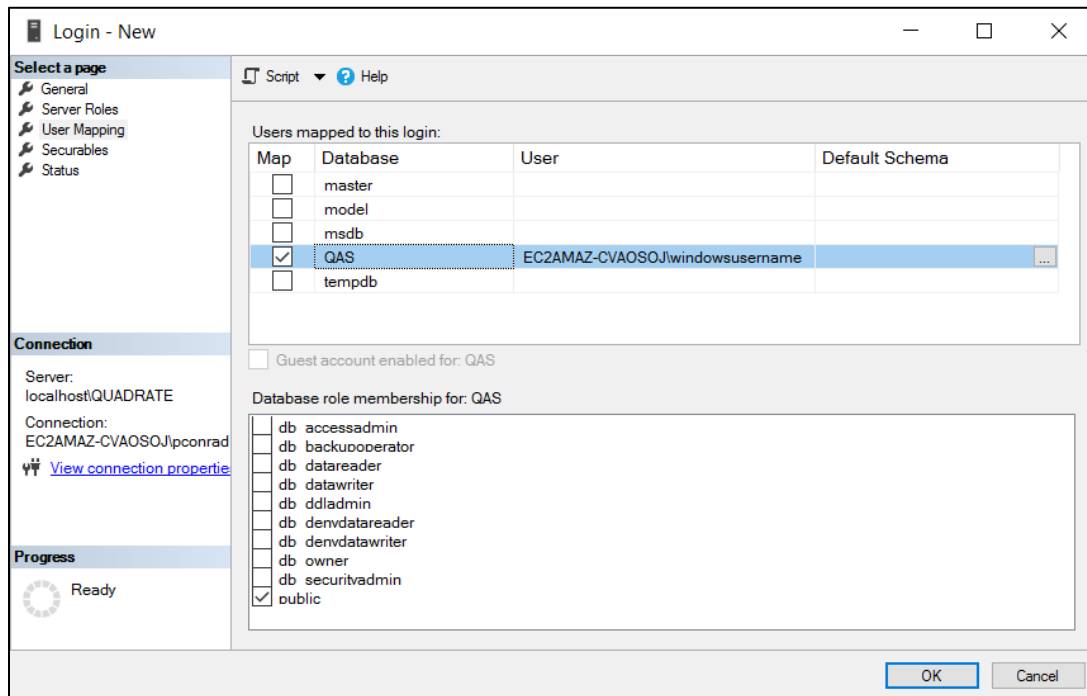 Login - New
Select a page
General
Server Roles
User Mapping
Securables
Status
Script Help
Users mapped to this login:
Map Database User Default Schema
master
model
msdb
QAS EC2AMAZ-CVAOSOJ\windowsusername ...
tempdb
Guest account enabled for: QAS
Database role membership for: QAS
db_accessadmin
db_backupoperator
db_datareader
db_datawriter
db_ddladmin
db_denydatareader
db_denydatawriter
db_owner
db_securityadmin
public
Connection
Server:
localhost\QUADRATE
Connection:
EC2AMAZ-CVAOSOJ\pconrad
View connection propertie
Progress
Ready
OK Cancel